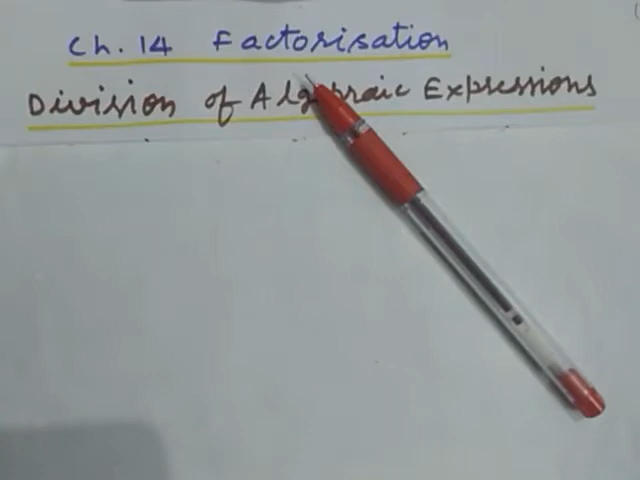 Ch. 14 Factorisation
Division of Algebraic Expressions